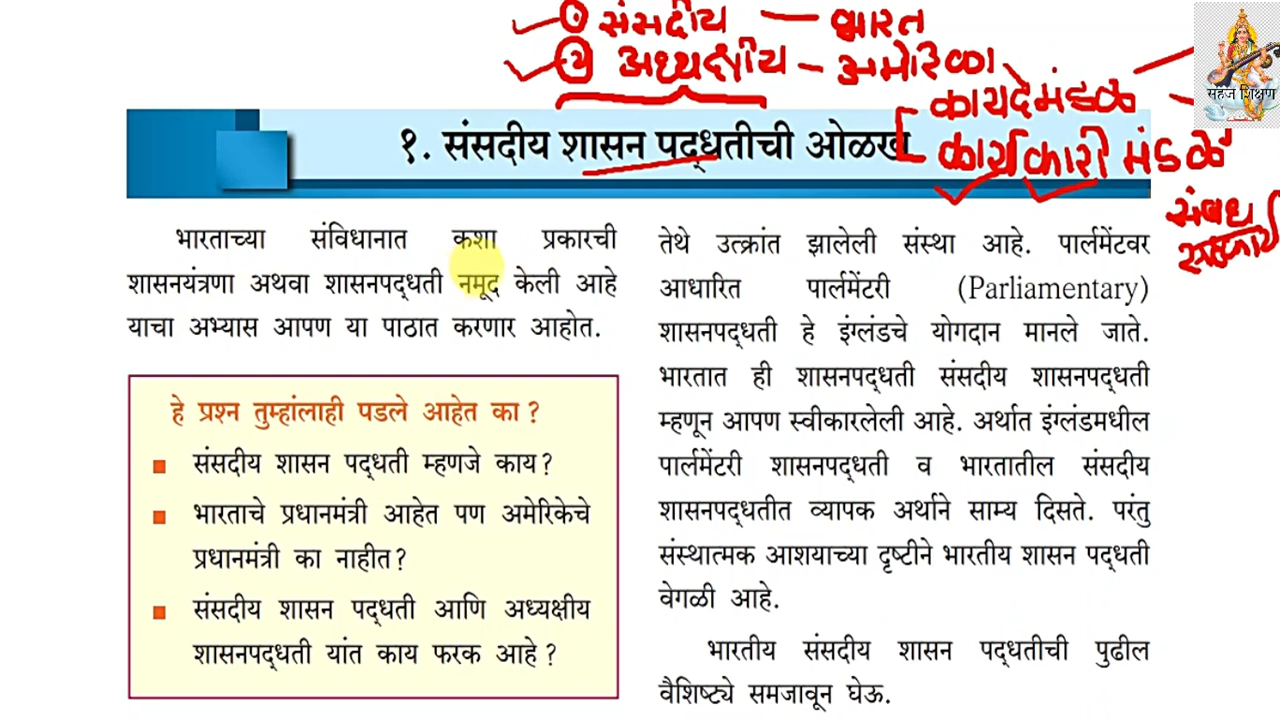 ① संसदीय — भारत
② अध्यक्षीय – अमेरिका
कायदेमंडळ
कार्यकारी मंडळ
संबंध
सहज शिक्षण
१. संसदीय शासन पद्धतीची ओळख
भारताच्या संविधानात कशा प्रकारची
शासनयंत्रणा अथवा शासनपद्धती नमूद केली आहे
याचा अभ्यास आपण या पाठात करणार आहोत.
हे प्रश्न तुम्हांलाही पडले आहेत का ?
▪ संसदीय शासन पद्धती म्हणजे काय ?
▪ भारताचे प्रधानमंत्री आहेत पण अमेरिकेचे
प्रधानमंत्री का नाहीत ?
▪ संसदीय शासन पद्धती आणि अध्यक्षीय
शासनपद्धती यांत काय फरक आहे ?
तेथे उत्क्रांत झालेली संस्था आहे. पार्लमेंटवर
आधारित पार्लमेंटरी (Parliamentary)
शासनपद्धती हे इंग्लंडचे योगदान मानले जाते.
भारतात ही शासनपद्धती संसदीय शासनपद्धती
म्हणून आपण स्वीकारलेली आहे. अर्थात इंग्लंडमधील
पार्लमेंटरी शासनपद्धती व भारतातील संसदीय
शासनपद्धतीत व्यापक अर्थाने साम्य दिसते. परंतु
संस्थात्मक आशयाच्या दृष्टीने भारतीय शासन पद्धती
वेगळी आहे.
भारतीय संसदीय शासन पद्धतीची पुढील
वैशिष्ट्ये समजावून घेऊ.